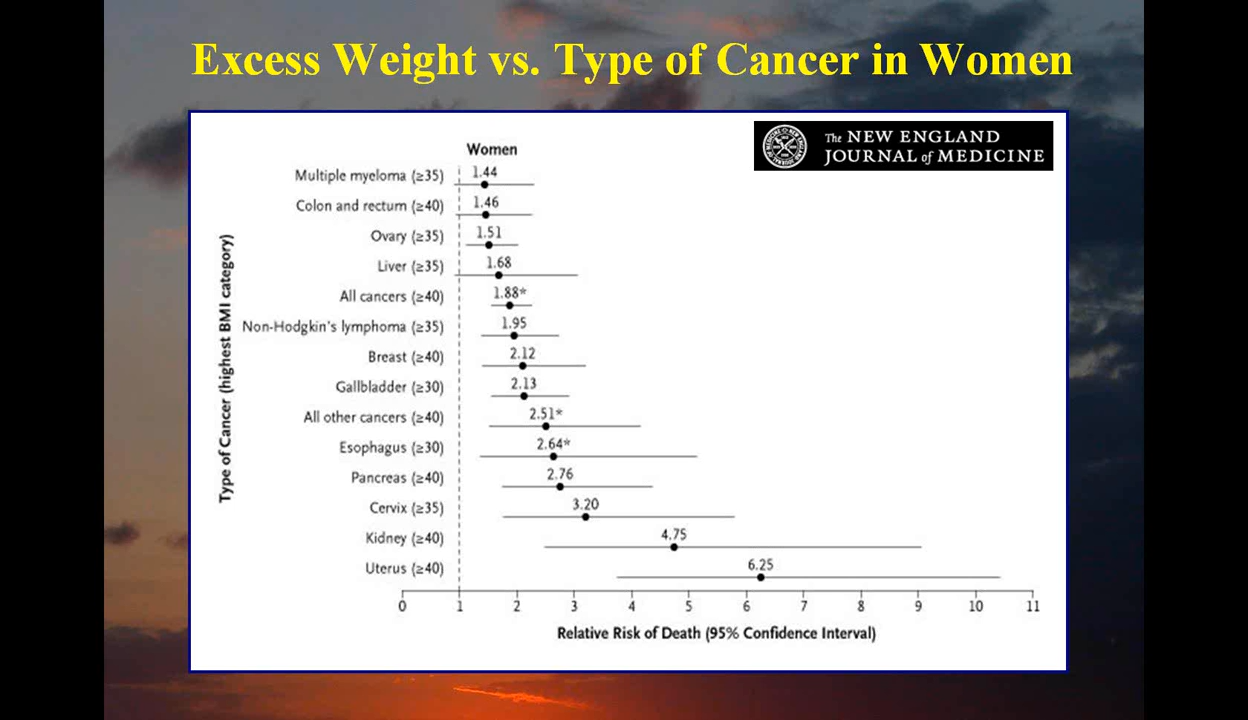 Excess Weight vs. Type of Cancer in Women
The NEW ENGLAND
JOURNAL of MEDICINE
Women
Type of Cancer (highest BMI category)
Multiple myeloma (≥35) 1.44
Colon and rectum (≥40) 1.46
Ovary (≥35) 1.51
Liver (≥35) 1.68
All cancers (≥40) 1.88*
Non-Hodgkin's lymphoma (≥35) 1.95
Breast (≥40) 2.12
Gallbladder (≥30) 2.13
All other cancers (≥40) 2.51*
Esophagus (≥30) 2.64*
Pancreas (≥40) 2.76
Cervix (≥35) 3.20
Kidney (≥40) 4.75
Uterus (≥40) 6.25
0 1 2 3 4 5 6 7 8 9 10 11
Relative Risk of Death (95% Confidence Interval)